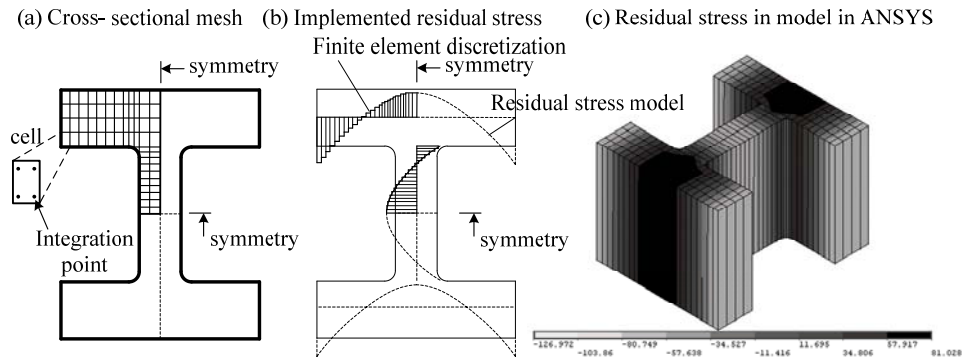 (a) Cross- sectional mesh
symmetry
cell
Integration
point
symmetry
(b) Implemented residual stress
Finite element discretization
symmetry
Residual stress model
symmetry
(c) Residual stress in model in ANSYS
-126.972 -80.749 -34.527 11.695 57.917
-103.86 -57.638 -11.416 34.806 81.028